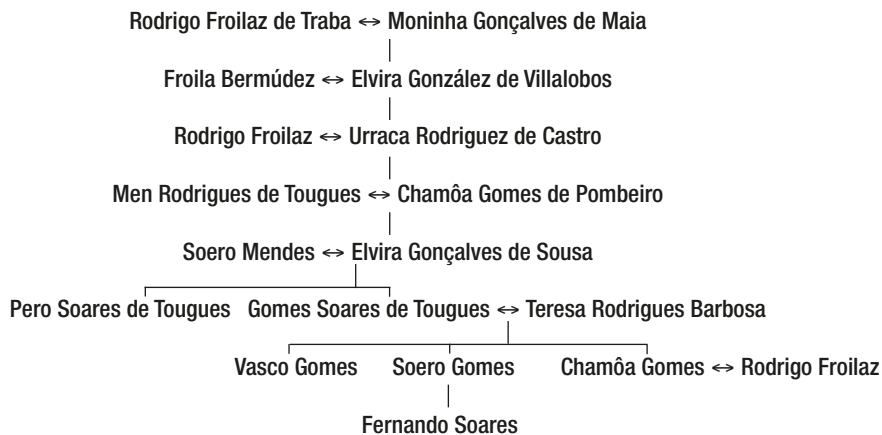 Rodrigo Froilaz de Traba ⇔ Moninha Gonçalves de Maia
Froila Bermúdez ⇔ Elvira González de Villalobos
Rodrigo Froilaz ⇔ Urraca Rodriguez de Castro
Men Rodrigues de Tougues ⇔ Chamôa Gomes de Pombeiro
Soero Mendes ⇔ Elvira Gonçalves de Sousa
Pero Soares de Tougues Gomes Soares de Tougues ⇔ Teresa Rodrigues Barbosa
Vasco Gomes Soero Gomes Chamôa Gomes ⇔ Rodrigo Froilaz
Fernando Soares